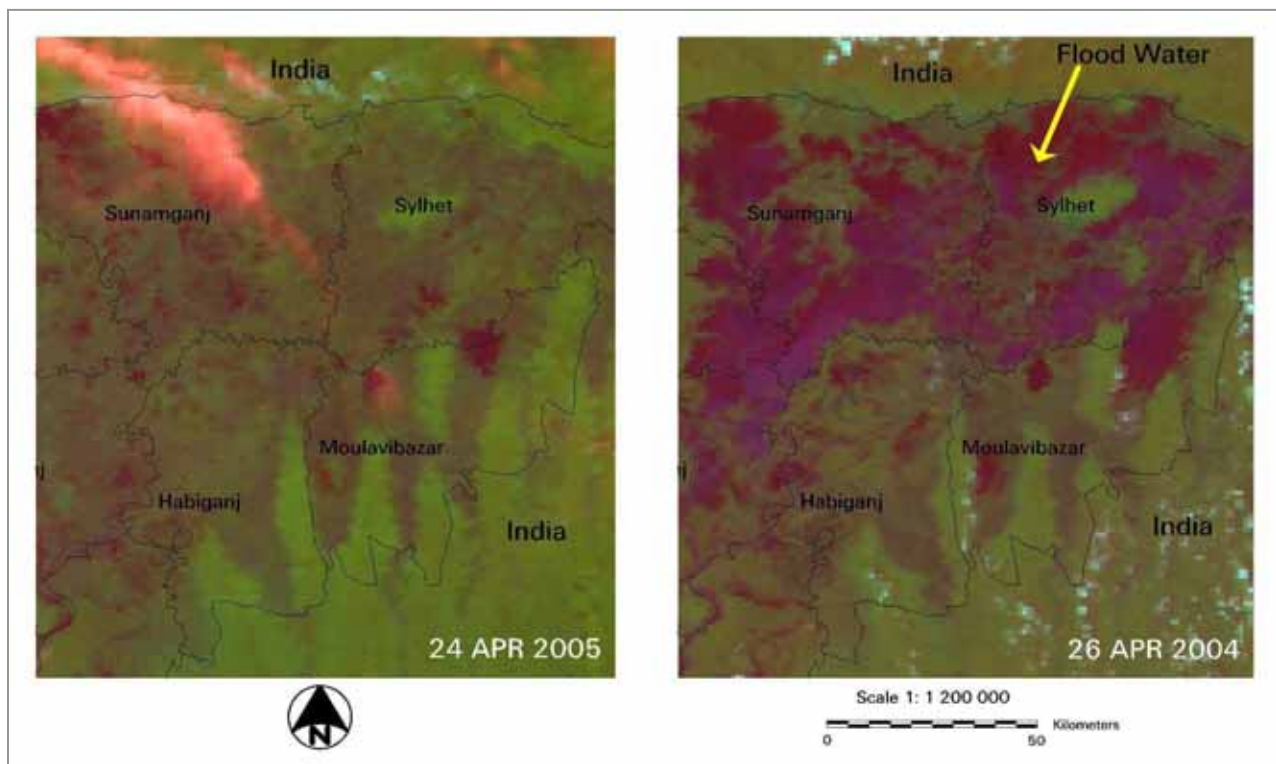 India
Sunamganj
Sylhet
Moulavibazar
Habiganj
India
24 APR 2005
N
India
Flood Water
Sunamganj
Sylhet
Moulavibazar
Habiganj
India
26 APR 2004
Scale 1: 1 200 000
Kilometers
0 50